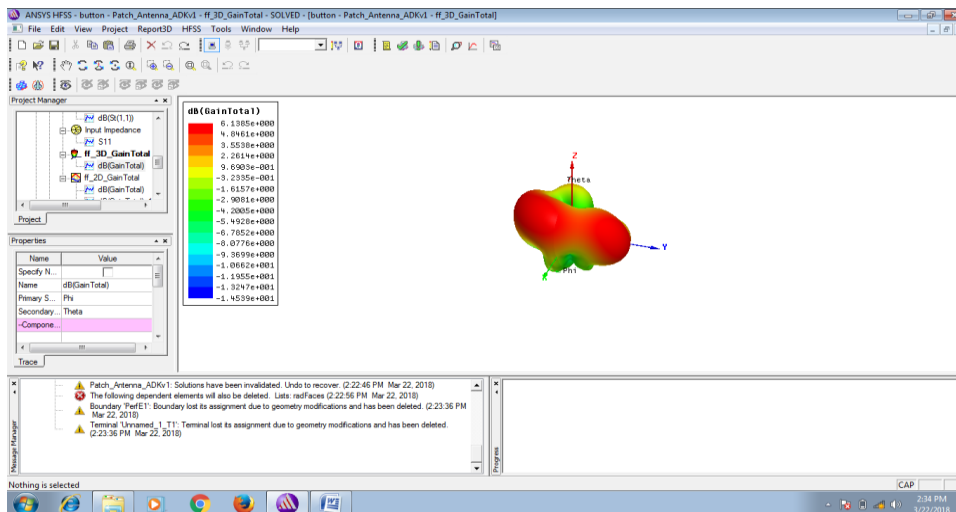 ANSYS HFSS - button - Patch_Antenna_ADKv1 - ff_3D_GainTotal - SOLVED - [button - Patch_Antenna_ADKv1 - ff_3D_GainTotal]
File Edit View Project Report3D HFSS Tools Window Help
Project Manager
dB(St(1,1))
Input Impedance
S11
ff_3D_GainTotal
dB(GainTotal)
ff_2D_GainTotal
dB(GainTotal)
Project
Properties
Name Value
Specify N...
Name dB(GainTotal)
Primary S... Phi
Secondary... Theta
-Compone...
Trace
dB(GainTotal)
6.1385e+000
4.8461e+000
3.5538e+000
2.2614e+000
9.6903e-001
-3.2335e-001
-1.6157e+000
-2.9081e+000
-4.2005e+000
-5.4928e+000
-6.7852e+000
-8.0776e+000
-9.3699e+000
-1.0662e+001
-1.1955e+001
-1.3247e+001
-1.4539e+001
Z
Theta
Y
Phi
Patch_Antenna_ADKv1: Solutions have been invalidated. Undo to recover. (2:22:46 PM Mar 22, 2018)
The following dependent elements will also be deleted. Lists: radFaces (2:22:56 PM Mar 22, 2018)
Boundary 'PerfE1': Boundary lost its assignment due to geometry modifications and has been deleted. (2:23:36 PM Mar 22, 2018)
Terminal 'Unnamed_1_T1': Terminal lost its assignment due to geometry modifications and has been deleted. (2:23:36 PM Mar 22, 2018)
Message Manager
Progress
Nothing is selected
CAP
2:34 PM
3/22/2018